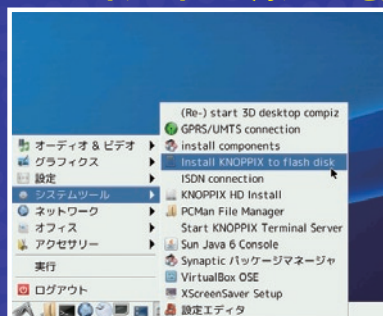 (Re-) start 3D desktop compiz
GPRS/UMTS connection
install components
Install KNOPPIX to flash disk
ISDN connection
KNOPPIX HD Install
PCMan File Manager
Start KNOPPIX Terminal Server
Sun Java 6 Console
Synaptic パッケージマネージャ
VirtualBox OSE
XScreenSaver Setup
設定エディタ
オーディオ & ビデオ
グラフィックス
設定
システムツール
ネットワーク
オフィス
アクセサリー
実行
ログアウト